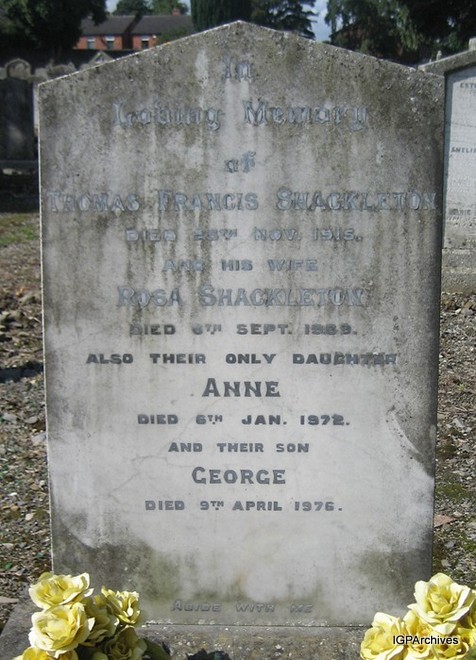 In
Loving Memory
of
THOMAS FRANCIS SHACKLETON
DIED 25TH NOV. 1915.
AND HIS WIFE
ROSA SHACKLETON
DIED 6TH SEPT. 1939.
ALSO THEIR ONLY DAUGHTER
ANNE
DIED 6TH JAN. 1972.
AND THEIR SON
GEORGE
DIED 9TH APRIL 1976.
ABIDE WITH ME
IGPArchives